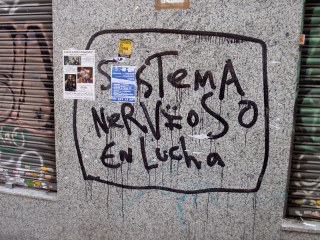 SiSTEMA
NERVioSO
EN LUCHA